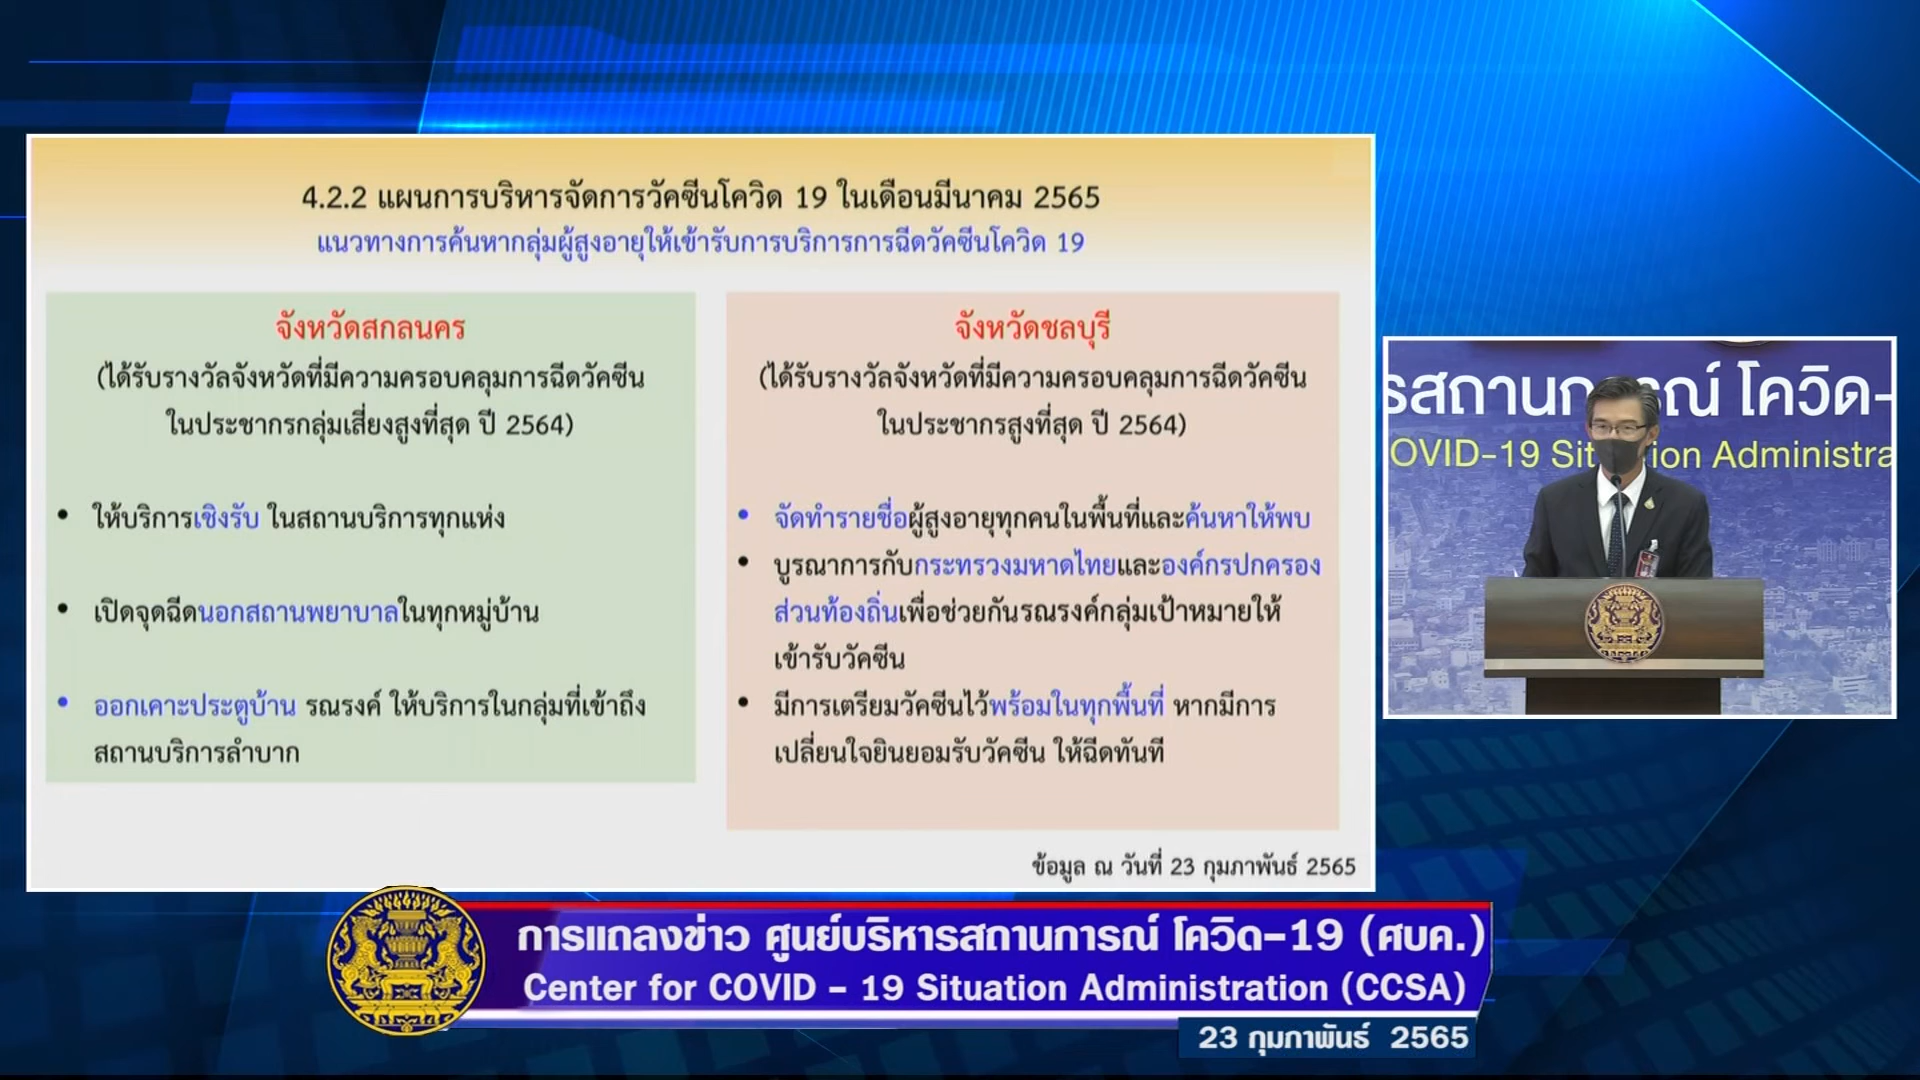 4.2.2 แผนการบริหารจัดการวัคซีนโควิด 19 ในเดือนมีนาคม 2565
แนวทางการค้นหากลุ่มผู้สูงอายุให้เข้ารับการบริการการฉีดวัคซีนโควิด 19
จังหวัดสกลนคร
(ได้รับรางวัลจังหวัดที่มีความครอบคลุมการฉีดวัคซีน
ในประชากรกลุ่มเสี่ยงสูงที่สุด ปี 2564)
• ให้บริการเชิงรับ ในสถานบริการทุกแห่ง
• เปิดจุดฉีดนอกสถานพยาบาลในทุกหมู่บ้าน
• ออกเคาะประตูบ้าน รณรงค์ ให้บริการในกลุ่มที่เข้าถึง
สถานบริการลำบาก
จังหวัดชลบุรี
(ได้รับรางวัลจังหวัดที่มีความครอบคลุมการฉีดวัคซีน
ในประชากรสูงที่สุด ปี 2564)
• จัดทำรายชื่อผู้สูงอายุทุกคนในพื้นที่และค้นหาให้พบ
• บูรณาการกับกระทรวงมหาดไทยและองค์กรปกครอง
ส่วนท้องถิ่นเพื่อช่วยกันรณรงค์กลุ่มเป้าหมายให้
เข้ารับวัคซีน
• มีการเตรียมวัคซีนไว้พร้อมในทุกพื้นที่ หากมีการ
เปลี่ยนใจยินยอมรับวัคซีน ให้ฉีดทันที
ข้อมูล ณ วันที่ 23 กุมภาพันธ์ 2565
รสถานการณ์ โควิด-
OVID-19 Situation Administra
การแถลงข่าว ศูนย์บริหารสถานการณ์ โควิด-19 (ศบค.)
Center for COVID - 19 Situation Administration (CCSA)
23 กุมภาพันธ์ 2565